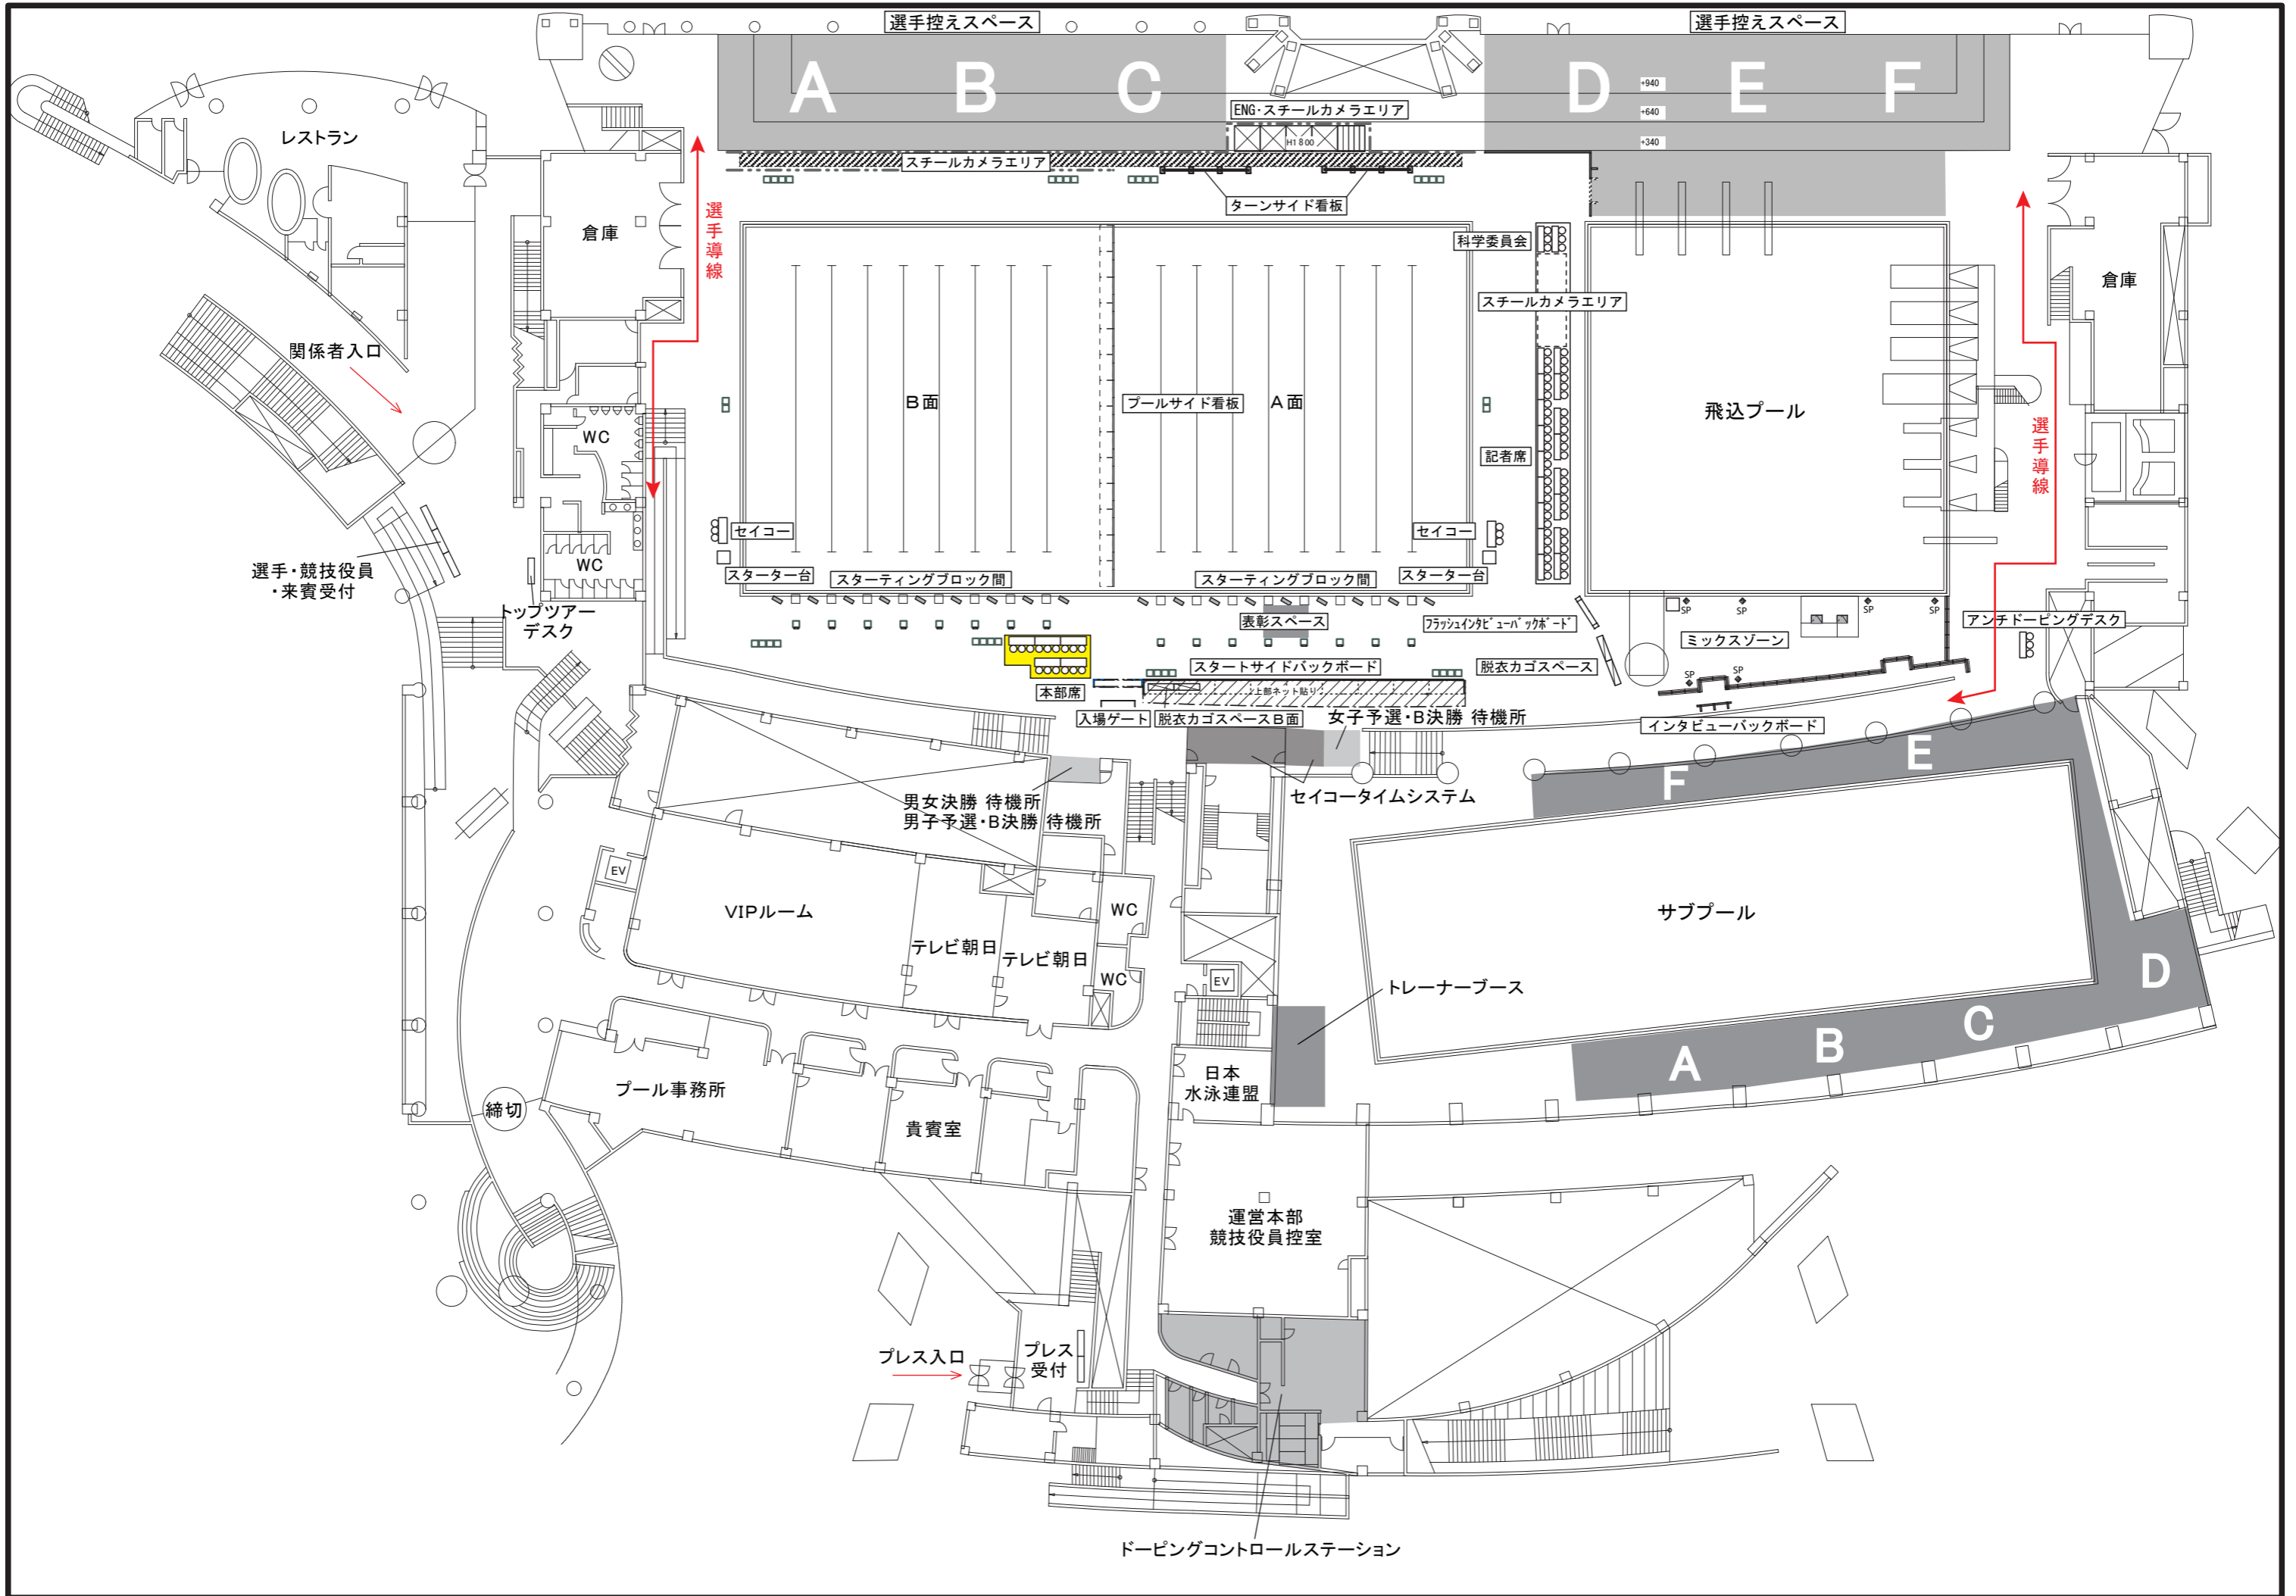 選手控えスペース
選手控えスペース
A
B
C
D
E
F
+940
+640
+340
ENG・スチールカメラエリア
H1800
スチールカメラエリア
ターンサイド看板
レストラン
倉庫
選手導線
科学委員会
スチールカメラエリア
倉庫
関係者入口
B面
プールサイド看板
A面
飛込プール
選手導線
WC
記者席
セイコー
セイコー
WC
選手・競技役員
・来賓受付
スターター台
スターティングブロック間
スターティングブロック間
スターター台
トップツアー
デスク
表彰スペース
フラッシュインタビューバックボード
SP
SP
SP
SP
アンチドーピングデスク
ミックスゾーン
スタートサイドバックボード
脱衣カゴスペース
SP
SP
本部席
上部ネット貼り
入場ゲート
脱衣カゴスペースB面
女子予選・B決勝 待機所
インタビューバックボード
E
F
男女決勝 待機所
男子予選・B決勝 待機所
セイコータイムシステム
EV
VIPルーム
WC
サブプール
テレビ朝日
テレビ朝日
WC
EV
トレーナーブース
D
C
B
A
プール事務所
日本
水泳連盟
締切
貴賓室
運営本部
競技役員控室
プレス入口
プレス
受付
ドーピングコントロールステーション